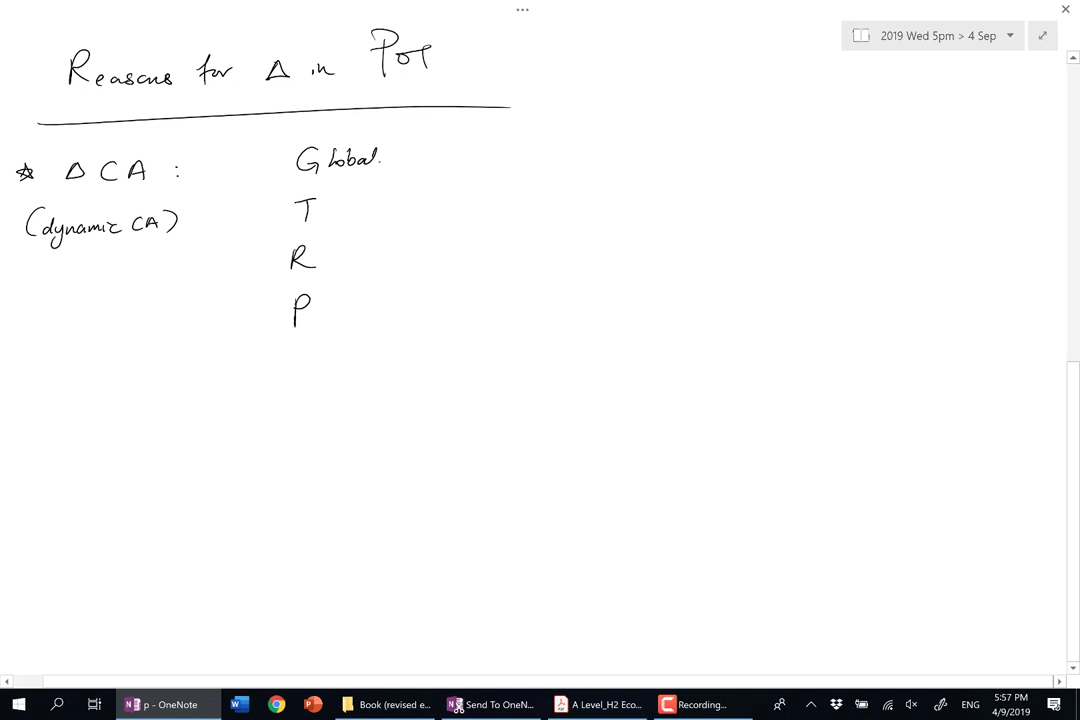 ...
2019 Wed 5pm > 4 Sep
Reasons for Δ in PoT
☆ Δ CA :
(dynamic CA)
Global.
T
R
P
p - OneNote
Book (revised e...
Send To OneN...
A Level_H2 Eco...
Recording...
ENG
5:57 PM
4/9/2019